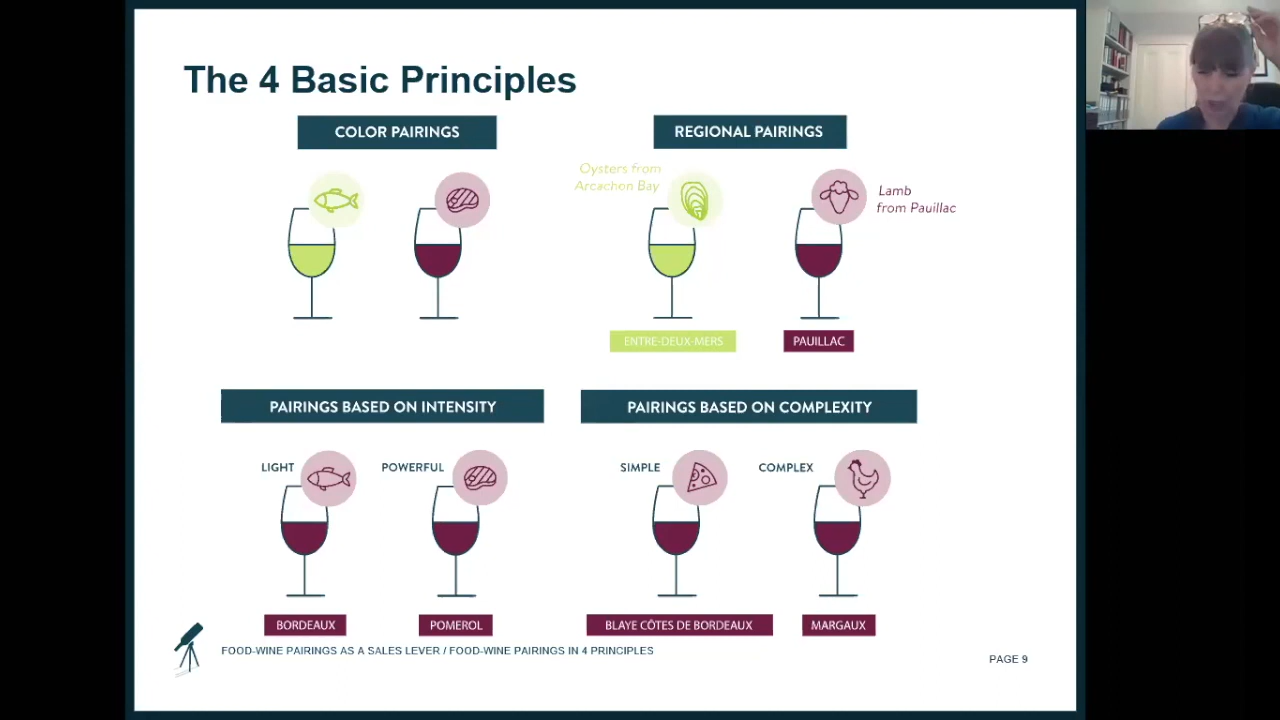 The 4 Basic Principles
COLOR PAIRINGS
REGIONAL PAIRINGS
Oysters from
Arcachon Bay
Lamb
from Pauillac
ENTRE-DEUX-MERS
PAUILLAC
PAIRINGS BASED ON INTENSITY
PAIRINGS BASED ON COMPLEXITY
LIGHT
POWERFUL
SIMPLE
COMPLEX
BORDEAUX
POMEROL
BLAYE CÔTES DE BORDEAUX
MARGAUX
FOOD-WINE PAIRINGS AS A SALES LEVER / FOOD-WINE PAIRINGS IN 4 PRINCIPLES
PAGE 9